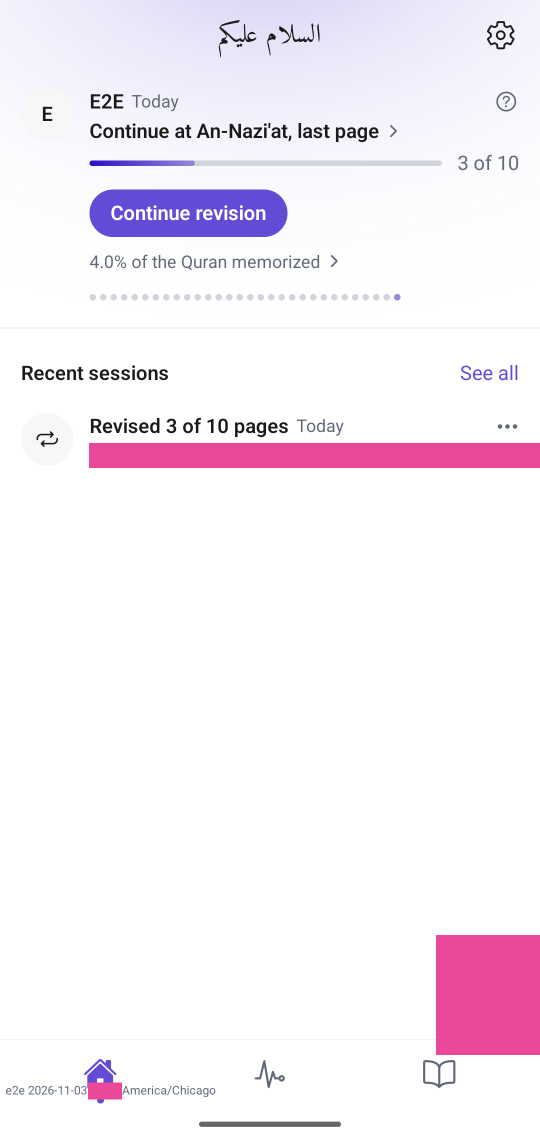 السلام عليكم
E
E2E Today
Continue at An-Nazi'at, last page
3 of 10
Continue revision
4.0% of the Quran memorized
Recent sessions
See all
Revised 3 of 10 pages Today
e2e 2026-11-03 America/Chicago